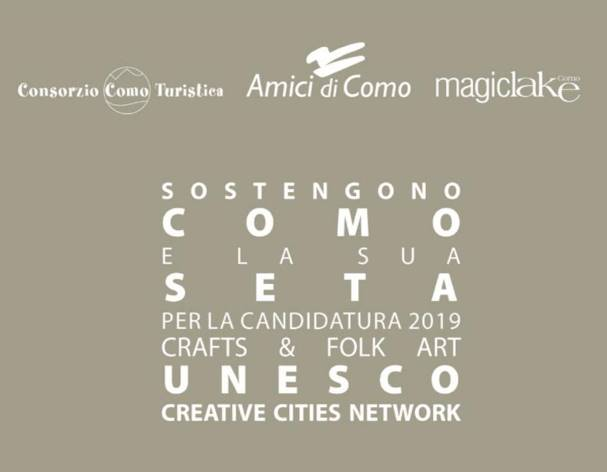 Consorzio Como Turistica
Amici di Como
magiclake
Como
SOSTENGONO
COMO
E LA SUA
SETA
PER LA CANDIDATURA 2019
CRAFTS & FOLK ART
UNESCO
CREATIVE CITIES NETWORK